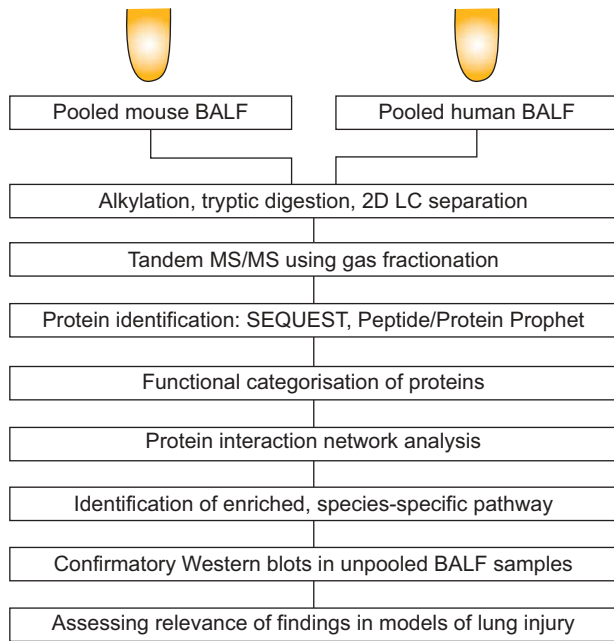 Pooled mouse BALF
Pooled human BALF
Alkylation, tryptic digestion, 2D LC separation
Tandem MS/MS using gas fractionation
Protein identification: SEQUEST, Peptide/Protein Prophet
Functional categorisation of proteins
Protein interaction network analysis
Identification of enriched, species-specific pathway
Confirmatory Western blots in unpooled BALF samples
Assessing relevance of findings in models of lung injury